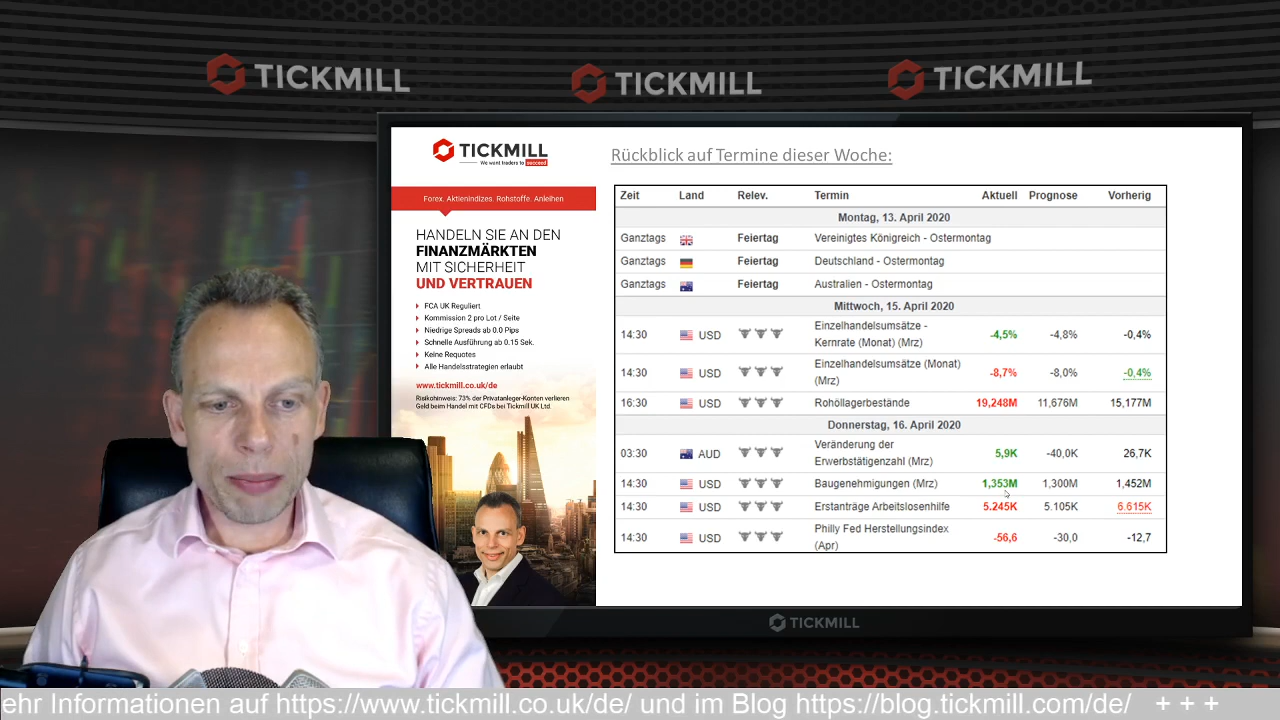 TICKMILL
TICKMILL
TICKMILL
TICKMILL
We want traders to succeed
Forex. Aktienindizes. Rohstoffe. Anleihen
HANDELN SIE AN DEN
FINANZMÄRKTEN
MIT SICHERHEIT
UND VERTRAUEN
FCA UK Reguliert
Kommission 2 pro Lot / Seite
Niedrige Spreads ab 0.0 Pips
Schnelle Ausführung ab 0.15 Sek.
Keine Requotes
Alle Handelsstrategien erlaubt
www.tickmill.co.uk/de
Risikohinweis: 73% der Privatanleger-Konten verlieren
Geld beim Handel mit CFDs bei Tickmill UK Ltd.
Rückblick auf Termine dieser Woche:
Zeit Land Relev. Termin Aktuell Prognose Vorherig
Montag, 13. April 2020
Ganztags Feiertag Vereinigtes Königreich - Ostermontag
Ganztags Feiertag Deutschland - Ostermontag
Ganztags Feiertag Australien - Ostermontag
Mittwoch, 15. April 2020
14:30 USD Einzelhandelsumsätze - Kernrate (Monat) (Mrz) -4,5% -4,8% -0,4%
14:30 USD Einzelhandelsumsätze (Monat) (Mrz) -8,7% -8,0% -0,4%
16:30 USD Rohöllagerbestände 19,248M 11,676M 15,177M
Donnerstag, 16. April 2020
03:30 AUD Veränderung der Erwerbstätigenzahl (Mrz) 5,9K -40,0K 26,7K
14:30 USD Baugenehmigungen (Mrz) 1,353M 1,300M 1,452M
14:30 USD Erstanträge Arbeitslosenhilfe 5.245K 5.105K 6.615K
14:30 USD Philly Fed Herstellungsindex (Apr) -56,6 -30,0 -12,7
TICKMILL
ehr Informationen auf https://www.tickmill.co.uk/de/ und im Blog https://blog.tickmill.com/de/ + + +